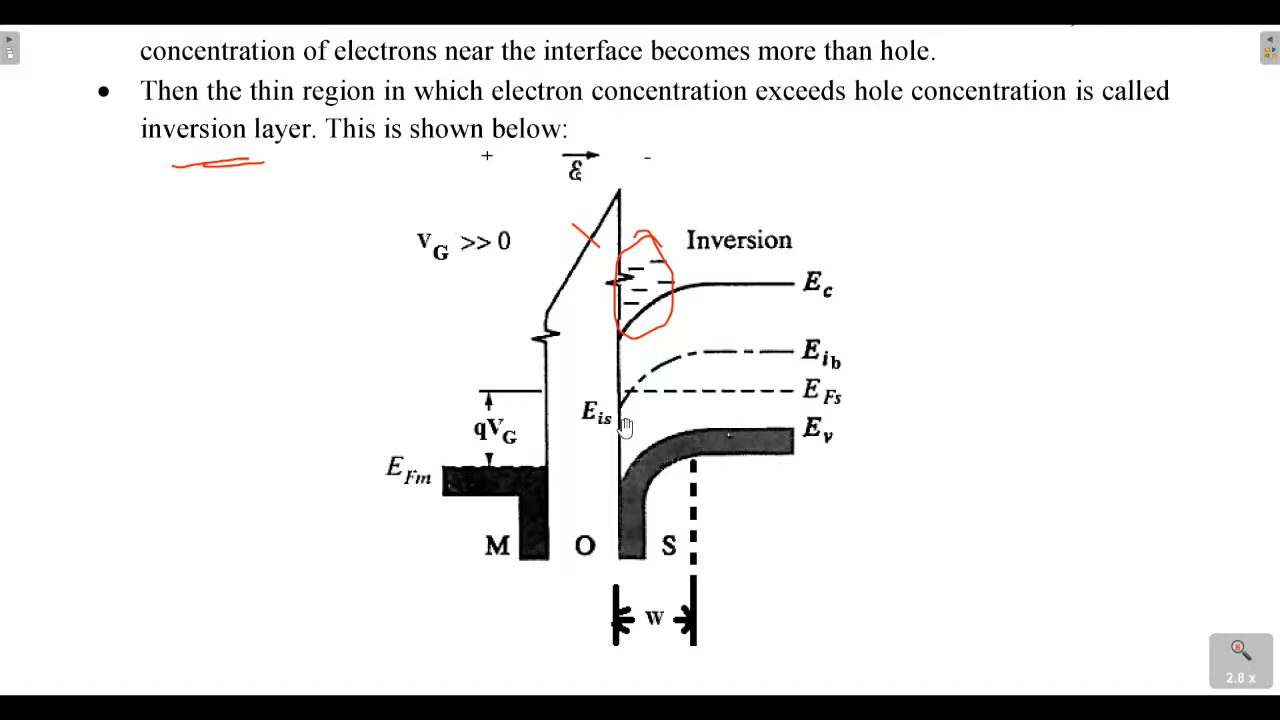 concentration of electrons near the interface becomes more than hole.
• Then the thin region in which electron concentration exceeds hole concentration is called
inversion layer. This is shown below:
+ ℰ -
V_G >> 0
Inversion
E_c
E_ib
E_Fs
E_is
qV_G
E_v
E_Fm
M O S
W
2.8 x